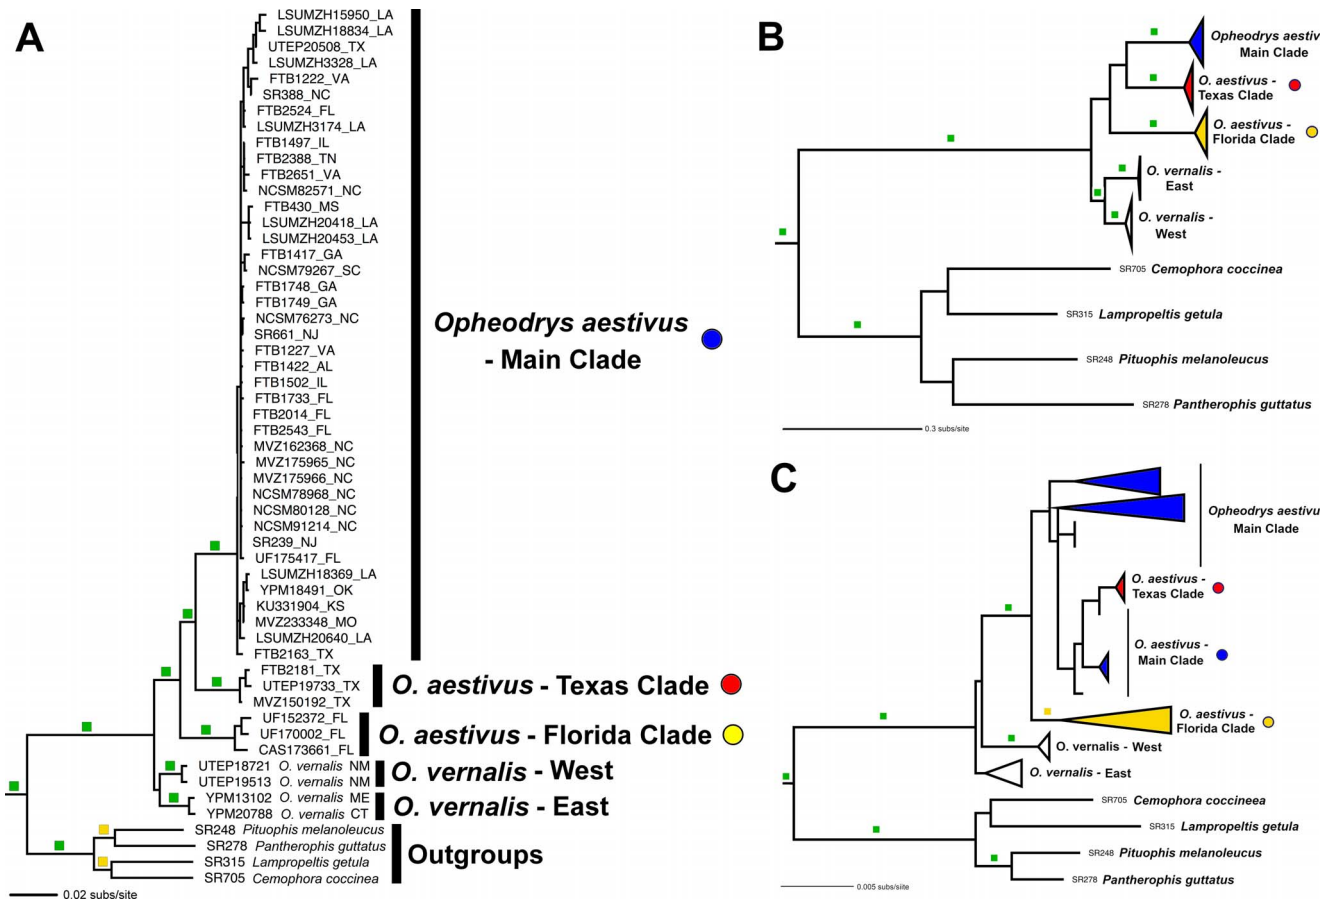 A
LSUMZH15950_LA
LSUMZH18834_LA
UTEP20508_TX
LSUMZH3328_LA
FTB1222_VA
SR388_NC
FTB2524_FL
LSUMZH3174_LA
FTB1497_IL
FTB2388_TN
FTB2651_VA
NCSM82571_NC
FTB430_MS
LSUMZH20418_LA
LSUMZH20453_LA
FTB1417_GA
NCSM79267_SC
FTB1748_GA
FTB1749_GA
NCSM76273_NC
SR661_NJ
FTB1227_VA
FTB1422_AL
FTB1502_IL
FTB1733_FL
FTB2014_FL
FTB2543_FL
MVZ162368_NC
MVZ175965_NC
MVZ175966_NC
NCSM78968_NC
NCSM80128_NC
NCSM91214_NC
SR239_NJ
UF175417_FL
LSUMZH18369_LA
YPM18491_OK
KU331904_KS
MVZ233348_MO
LSUMZH20640_LA
FTB2163_TX
FTB2181_TX
UTEP19733_TX
MVZ150192_TX
UF152372_FL
UF170002_FL
CAS173661_FL
UTEP18721 O. vernalis NM
UTEP19513 O. vernalis NM
YPM13102 O. vernalis ME
YPM20788 O. vernalis CT
SR248 Pituophis melanoleucus
SR278 Pantherophis guttatus
SR315 Lampropeltis getula
SR705 Cemophora coccinea
Opheodrys aestivus
- Main Clade
O. aestivus - Texas Clade
O. aestivus - Florida Clade
O. vernalis - West
O. vernalis - East
Outgroups
0.02 subs/site
B
Opheodrys aestiv
Main Clade
O. aestivus -
Texas Clade
O. aestivus -
Florida Clade
O. vernalis -
East
O. vernalis -
West
SR705 Cemophora coccinea
SR315 Lampropeltis getula
SR248 Pituophis melanoleucus
SR278 Pantherophis guttatus
0.3 subs/site
C
Opheodrys aestivu
Main Clade
O. aestivus -
Texas Clade
O. aestivus -
Main Clade
O. aestivus -
Florida Clade
O. vernalis - West
O. vernalis - East
SR705 Cemophora coccineea
SR315 Lampropeltis getula
SR248 Pituophis melanoleucus
SR278 Pantherophis guttatus
0.005 subs/siite